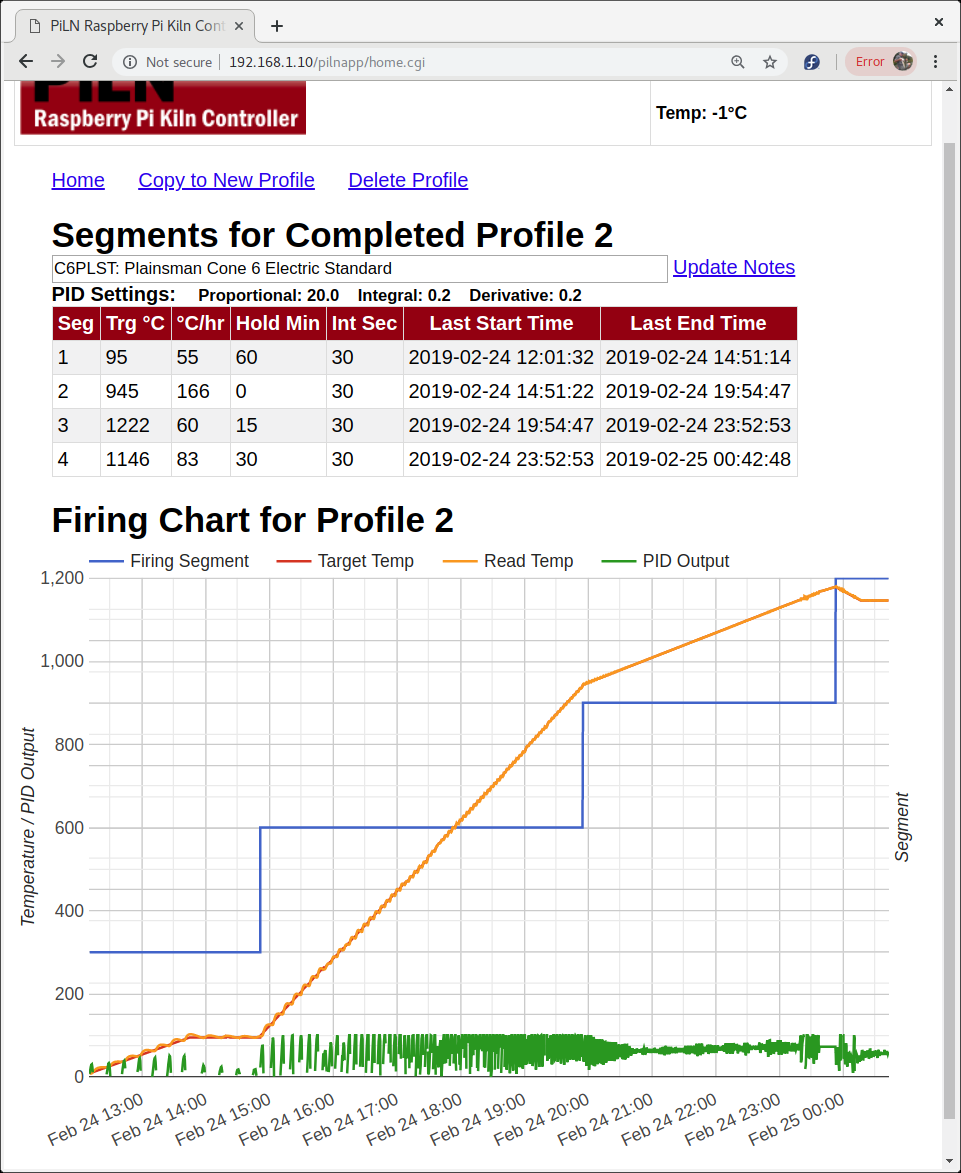 PiLN Raspberry Pi Kiln Cont
Not secure 192.168.1.10/pilnapp/home.cgi Error
PiLN
Raspberry Pi Kiln Controller
Temp: -1°C
Home Copy to New Profile Delete Profile
Segments for Completed Profile 2
C6PLST: Plainsman Cone 6 Electric Standard Update Notes
PID Settings: Proportional: 20.0 Integral: 0.2 Derivative: 0.2
Seg Trg °C °C/hr Hold Min Int Sec Last Start Time Last End Time
1 95 55 60 30 2019-02-24 12:01:32 2019-02-24 14:51:14
2 945 166 0 30 2019-02-24 14:51:22 2019-02-24 19:54:47
3 1222 60 15 30 2019-02-24 19:54:47 2019-02-24 23:52:53
4 1146 83 30 30 2019-02-24 23:52:53 2019-02-25 00:42:48
Firing Chart for Profile 2
Firing Segment Target Temp Read Temp PID Output
1,200
1,000
800
600
400
200
0
Temperature / PID Output
Segment
Feb 24 13:00 Feb 24 14:00 Feb 24 15:00 Feb 24 16:00 Feb 24 17:00 Feb 24 18:00 Feb 24 19:00 Feb 24 20:00 Feb 24 21:00 Feb 24 22:00 Feb 24 23:00 Feb 25 00:00